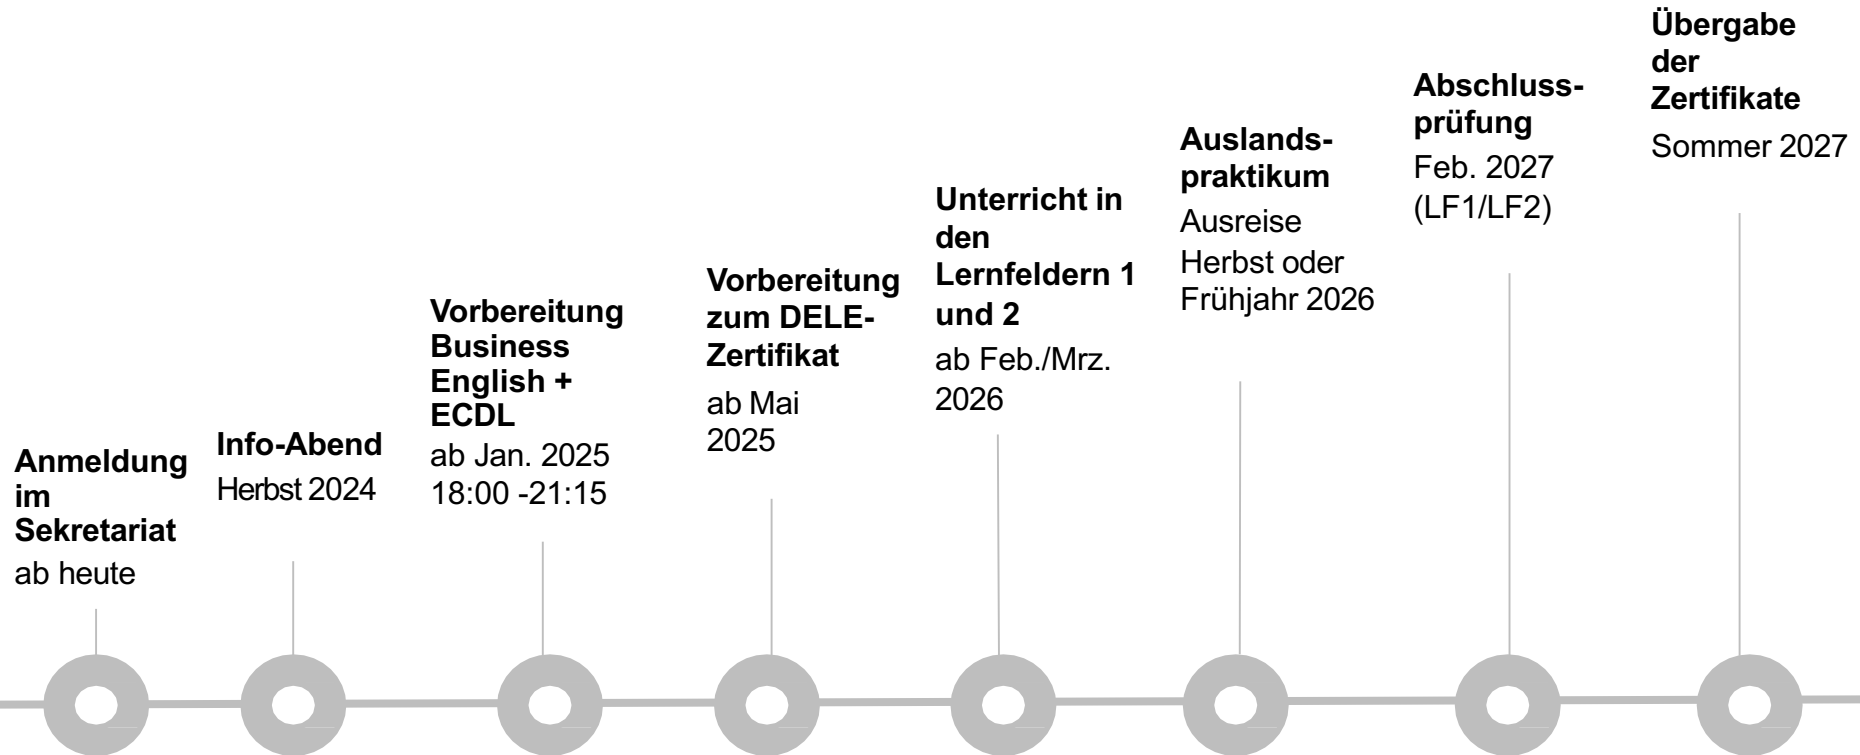 Anmeldung
im
Sekretariat
ab heute
Info-Abend
Herbst 2024
Vorbereitung
Business
English +
ECDL
ab Jan. 2025
18:00 -21:15
Vorbereitung
zum DELE-
Zertifikat
ab Mai
2025
Unterricht in
den
Lernfeldern 1
und 2
ab Feb./Mrz.
2026
Auslands-
praktikum
Ausreise
Herbst oder
Frühjahr 2026
Abschluss-
prüfung
Feb. 2027
(LF1/LF2)
Übergabe
der
Zertifikate
Sommer 2027